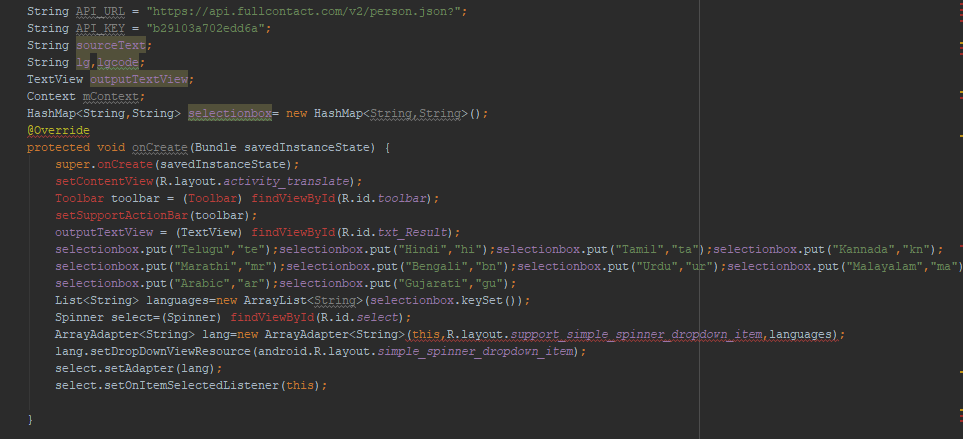 String API_URL = "https://api.fullcontact.com/v2/person.json?";
String API_KEY = "b29103a702edd6a";
String sourceText;
String lg,lgcode;
TextView outputTextView;
Context mContext;
HashMap<String,String> selectionbox= new HashMap<String,String>();
@Override
protected void onCreate(Bundle savedInstanceState) {
super.onCreate(savedInstanceState);
setContentView(R.layout.activity_translate);
Toolbar toolbar = (Toolbar) findViewById(R.id.toolbar);
setSupportActionBar(toolbar);
outputTextView = (TextView) findViewById(R.id.txt_Result);
selectionbox.put("Telugu","te");selectionbox.put("Hindi","hi");selectionbox.put("Tamil","ta");selectionbox.put("Kannada","kn");
selectionbox.put("Marathi","mr");selectionbox.put("Bengali","bn");selectionbox.put("Urdu","ur");selectionbox.put("Malayalam","ma")
selectionbox.put("Arabic","ar");selectionbox.put("Gujarati","gu");
List<String> languages=new ArrayList<String>(selectionbox.keySet());
Spinner select=(Spinner) findViewById(R.id.select);
ArrayAdapter<String> lang=new ArrayAdapter<String>(this,R.layout.support_simple_spinner_dropdown_item,languages);
lang.setDropDownViewResource(android.R.layout.simple_spinner_dropdown_item);
select.setAdapter(lang);
select.setOnItemSelectedListener(this);
}